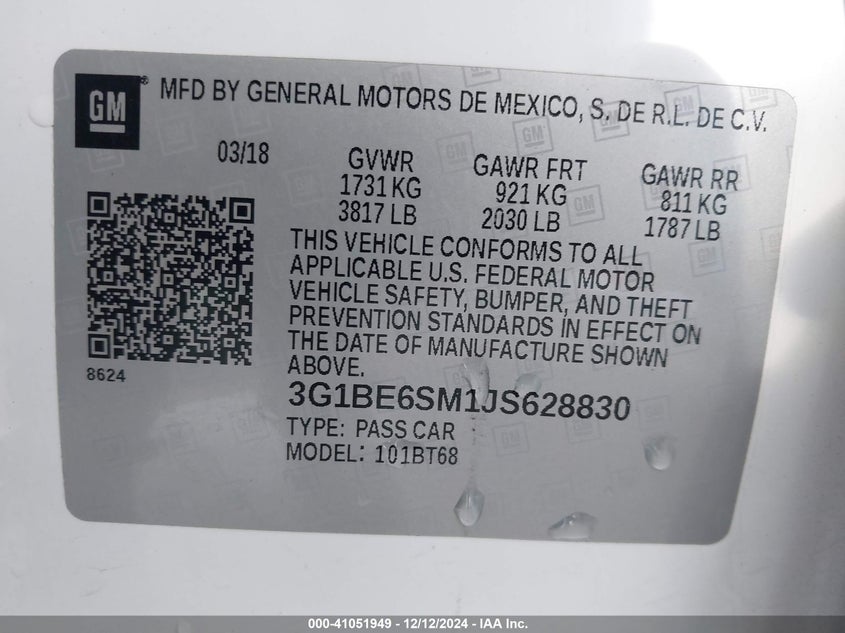 GM® MFD BY GENERAL MOTORS DE MEXICO, S. DE R.L. DE C.V.
03/18 GVWR GAWR FRT GAWR RR
1731 KG 921 KG 811 KG
3817 LB 2030 LB 1787 LB
THIS VEHICLE CONFORMS TO ALL
APPLICABLE U.S. FEDERAL MOTOR
VEHICLE SAFETY, BUMPER, AND THEFT
PREVENTION STANDARDS IN EFFECT ON
THE DATE OF MANUFACTURE SHOWN
ABOVE.
8624
3G1BE6SM1JS628830
TYPE: PASS CAR
MODEL: 101BT68
000-41051949 - 12/12/2024 - IAA Inc.